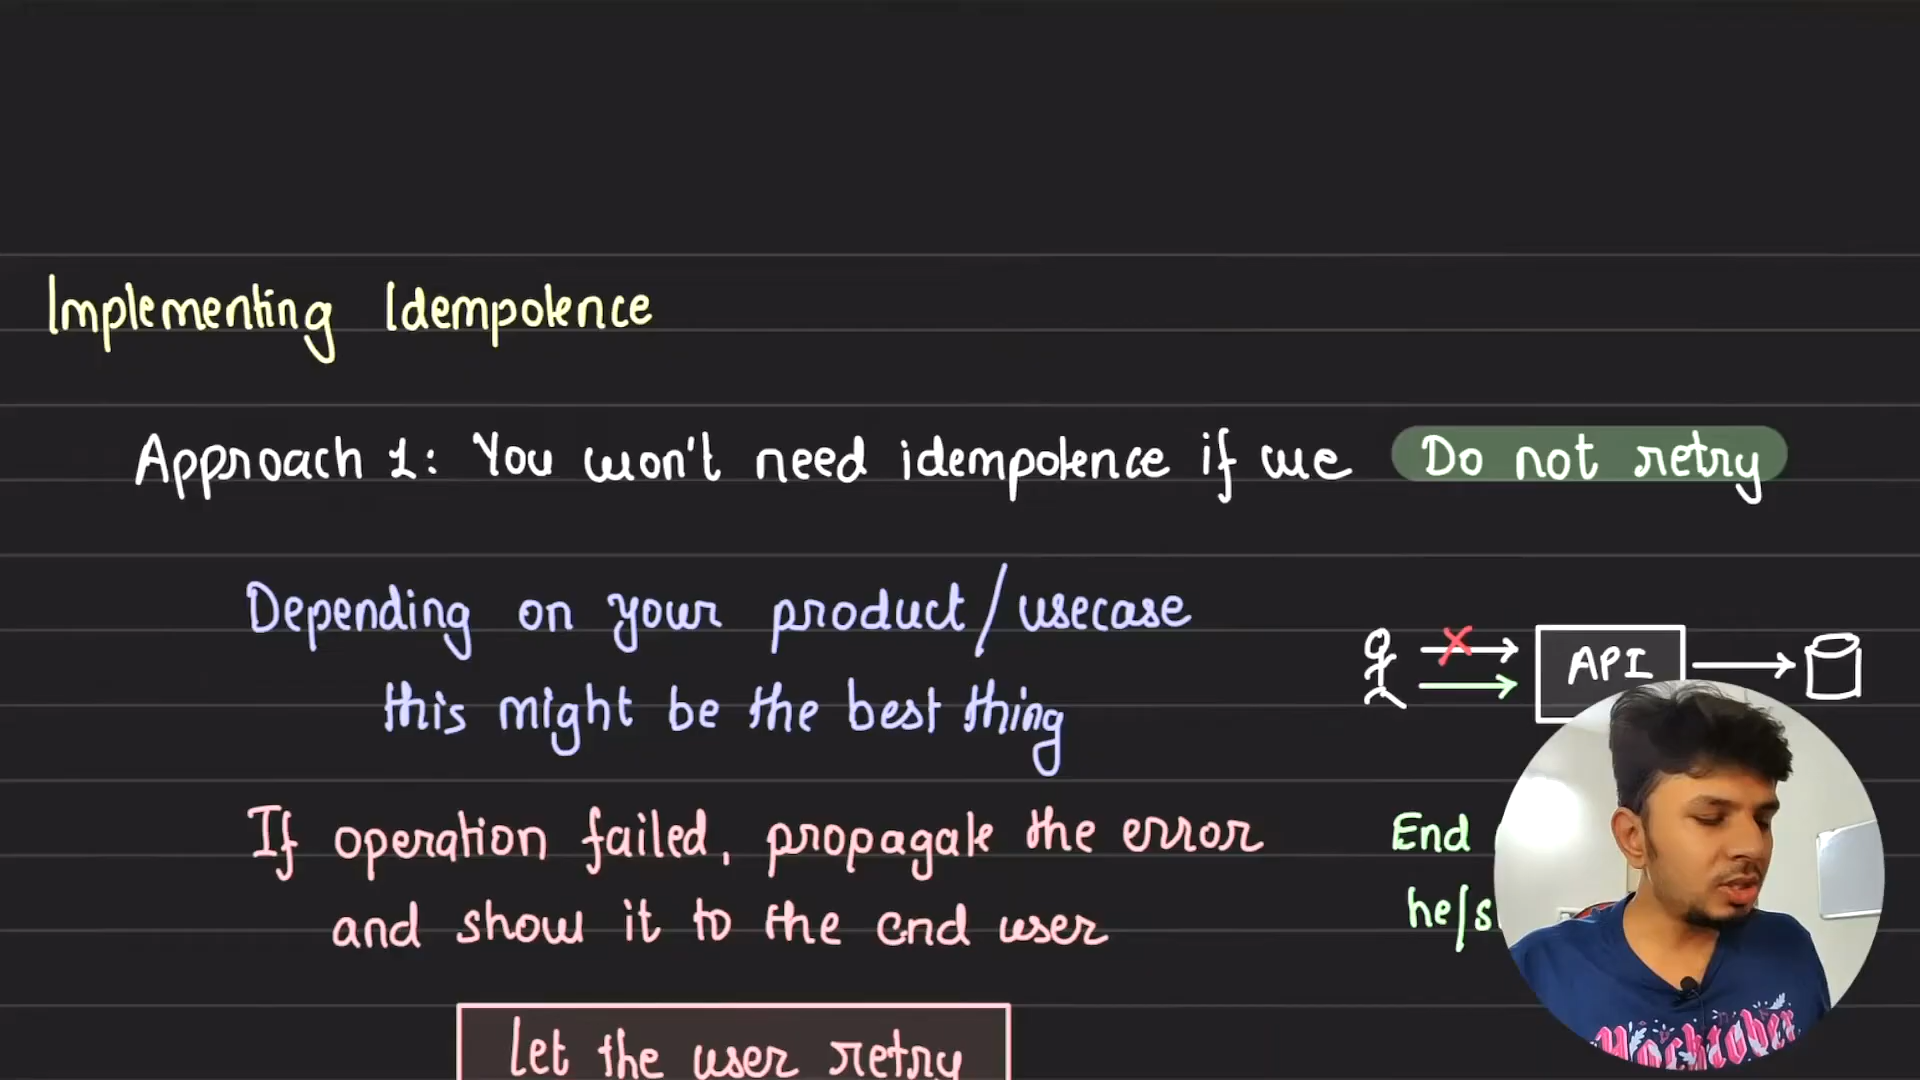 Implementing Idempotence
Approach 1: You won't need idempotence if we Do not retry
Depending on your product/usecase
this might be the best thing
API
If operation failed, propagate the error
and show it to the end user
End
he/s
Let the user retry
Hacktober